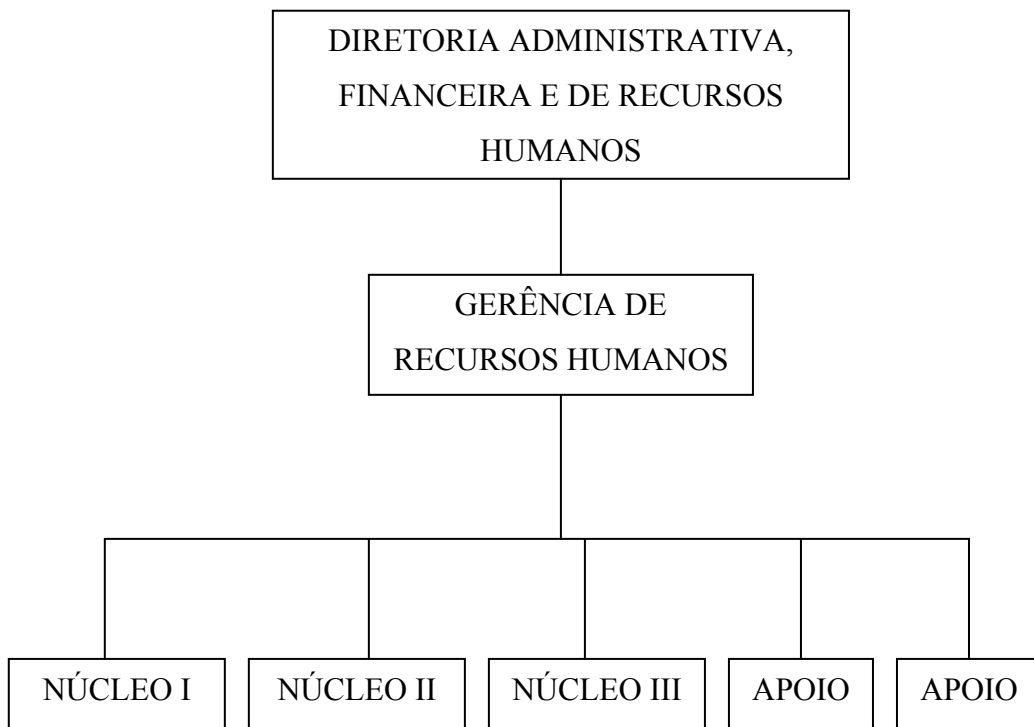 DIRETORIA ADMINISTRATIVA,
FINANCEIRA E DE RECURSOS
HUMANOS
GERÊNCIA DE
RECURSOS HUMANOS
NÚCLEO I
NÚCLEO II
NÚCLEO III
APOIO
APOIO